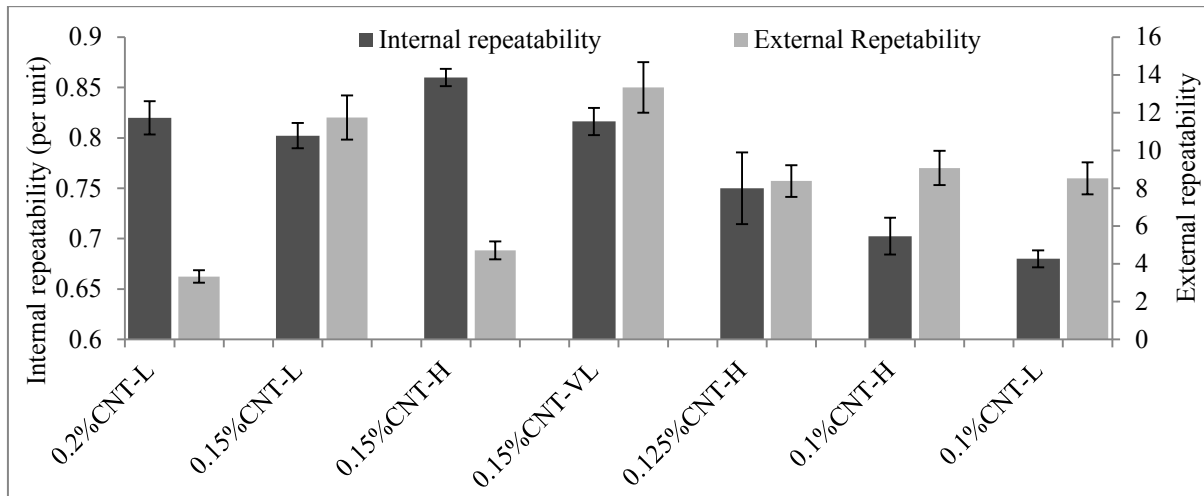 Internal repeatability
External Repetability
Internal repeatability (per unit)
0.9
0.85
0.8
0.75
0.7
0.65
0.6
16
14
12
10
8
6
4
2
0
External repeatability
0.2%CNT-L
0.15%CNT-L
0.15%CNT-H
0.15%CNT-VL
0.125%CNT-H
0.1%CNT-H
0.1%CNT-L